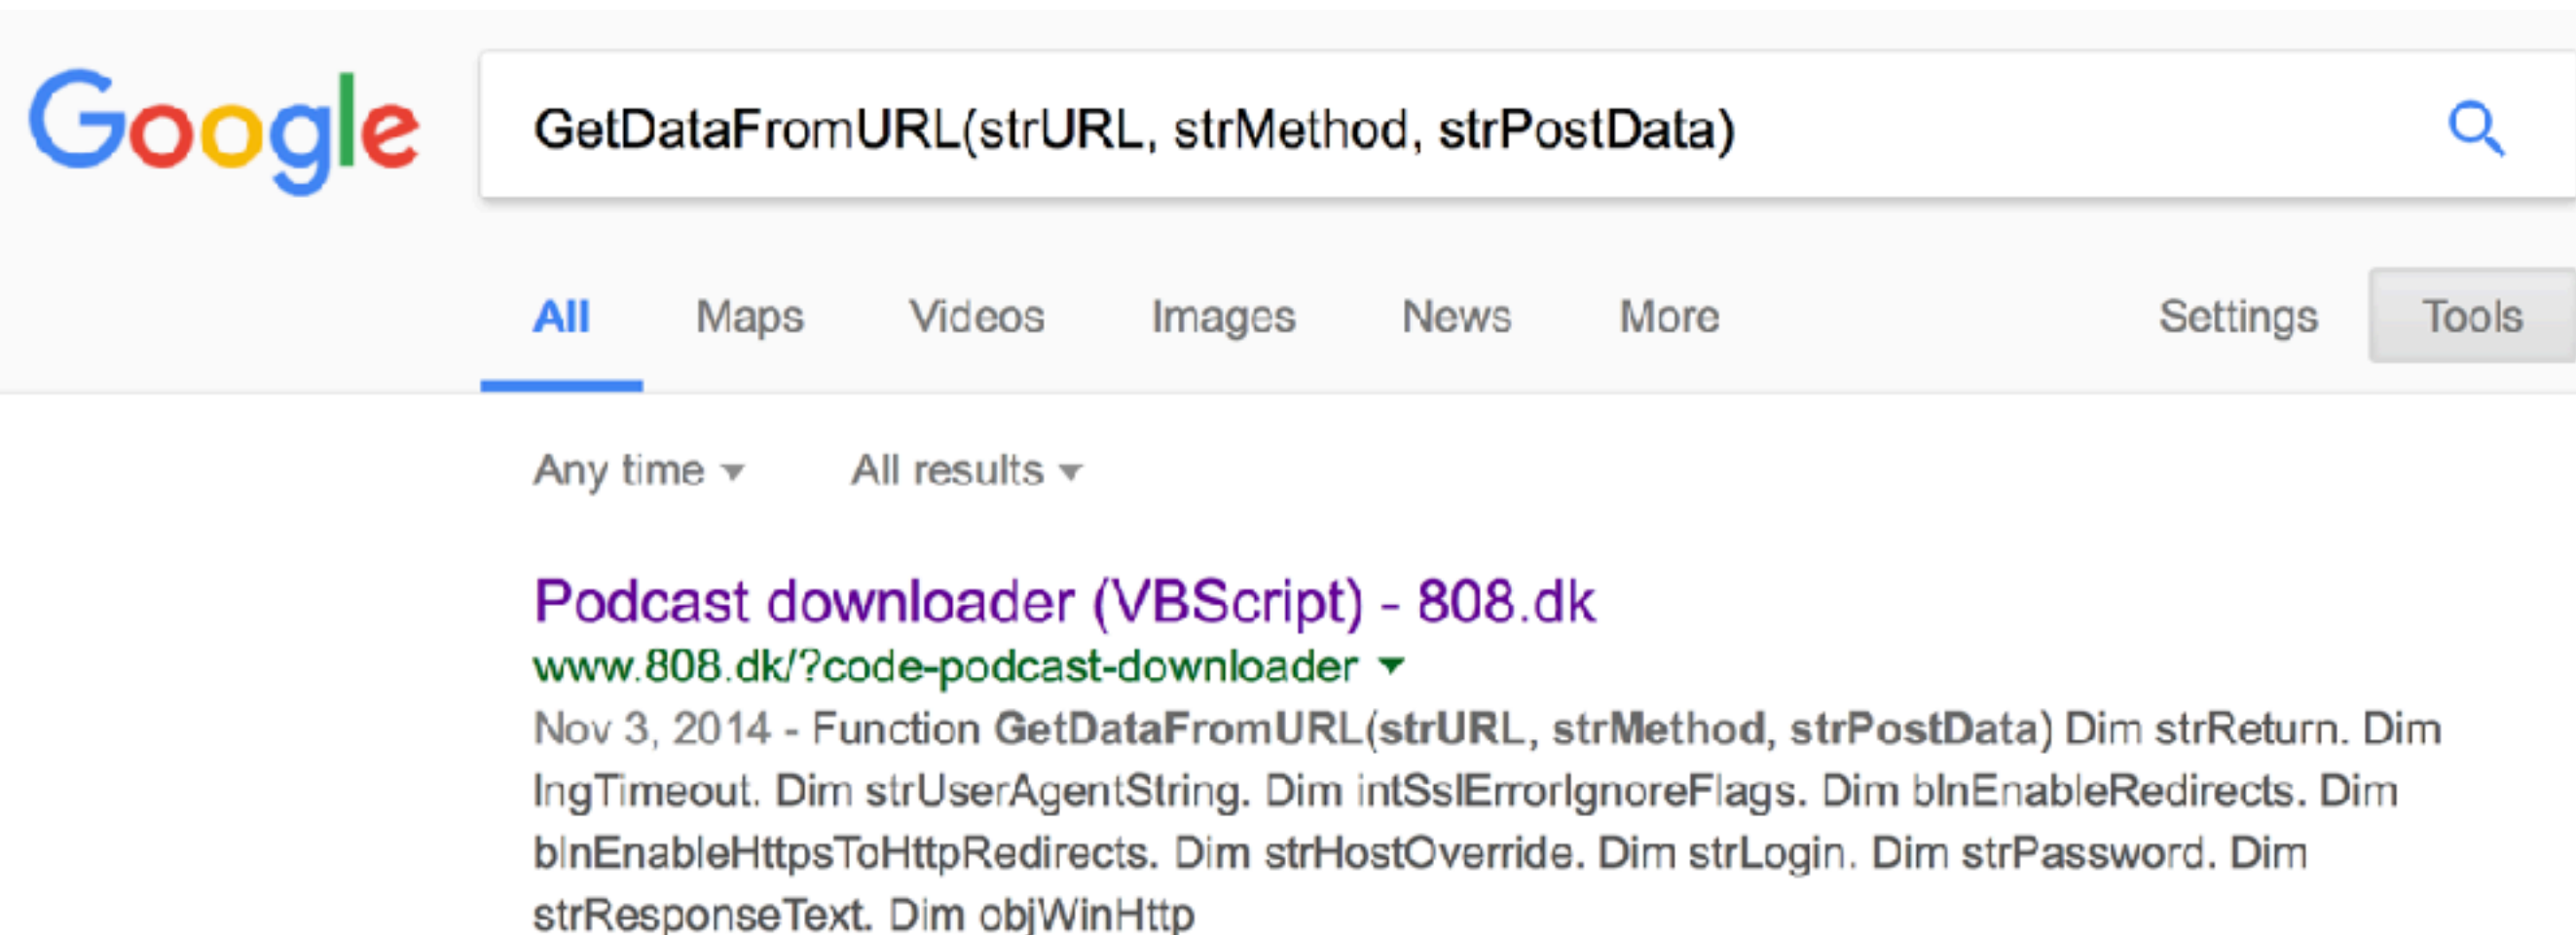 Google
GetDataFromURL(strURL, strMethod, strPostData)
All Maps Videos Images News More Settings Tools
Any time All results
Podcast downloader (VBScript) - 808.dk
www.808.dk/?code-podcast-downloader
Nov 3, 2014 - Function GetDataFromURL(strURL, strMethod, strPostData) Dim strReturn. Dim
lngTimeout. Dim strUserAgentString. Dim intSslErrorIgnoreFlags. Dim blnEnableRedirects. Dim
blnEnableHttpsToHttpRedirects. Dim strHostOverride. Dim strLogin. Dim strPassword. Dim
strResponseText. Dim objWinHttp